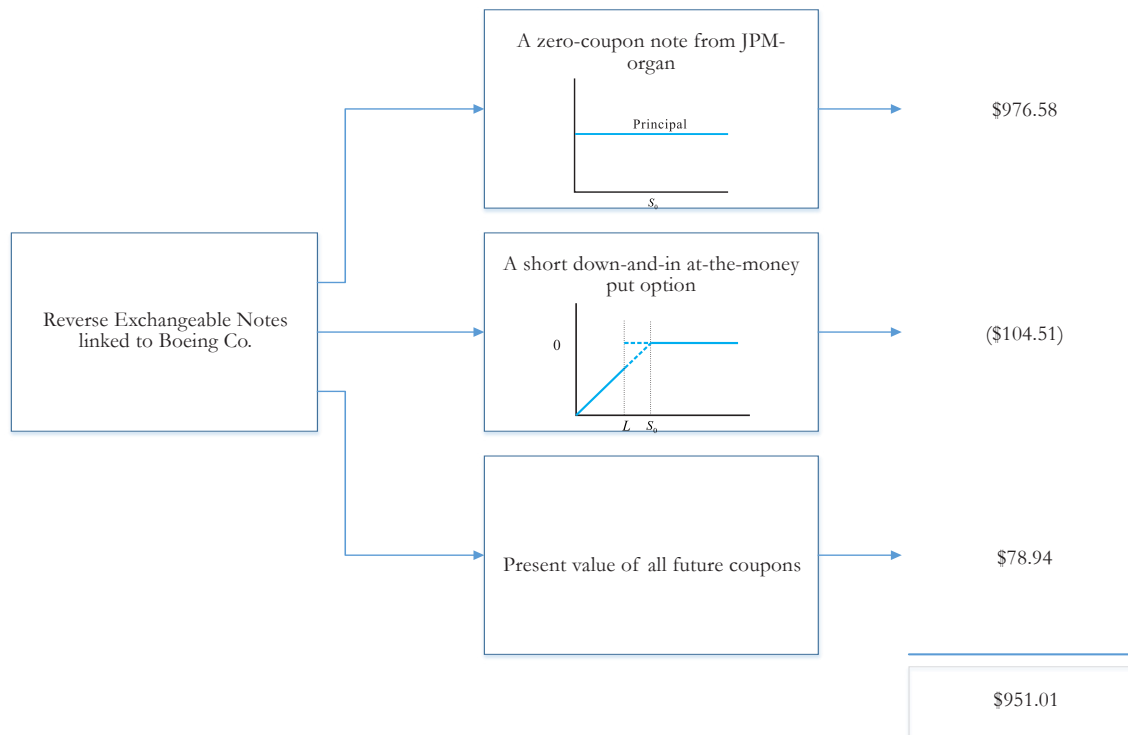 A zero-coupon note from JPM-
organ
Principal
S₀
$976.58
Reverse Exchangeable Notes
linked to Boeing Co.
A short down-and-in at-the-money
put option
0
L
S₀
($104.51)
Present value of all future coupons
$78.94
$951.01